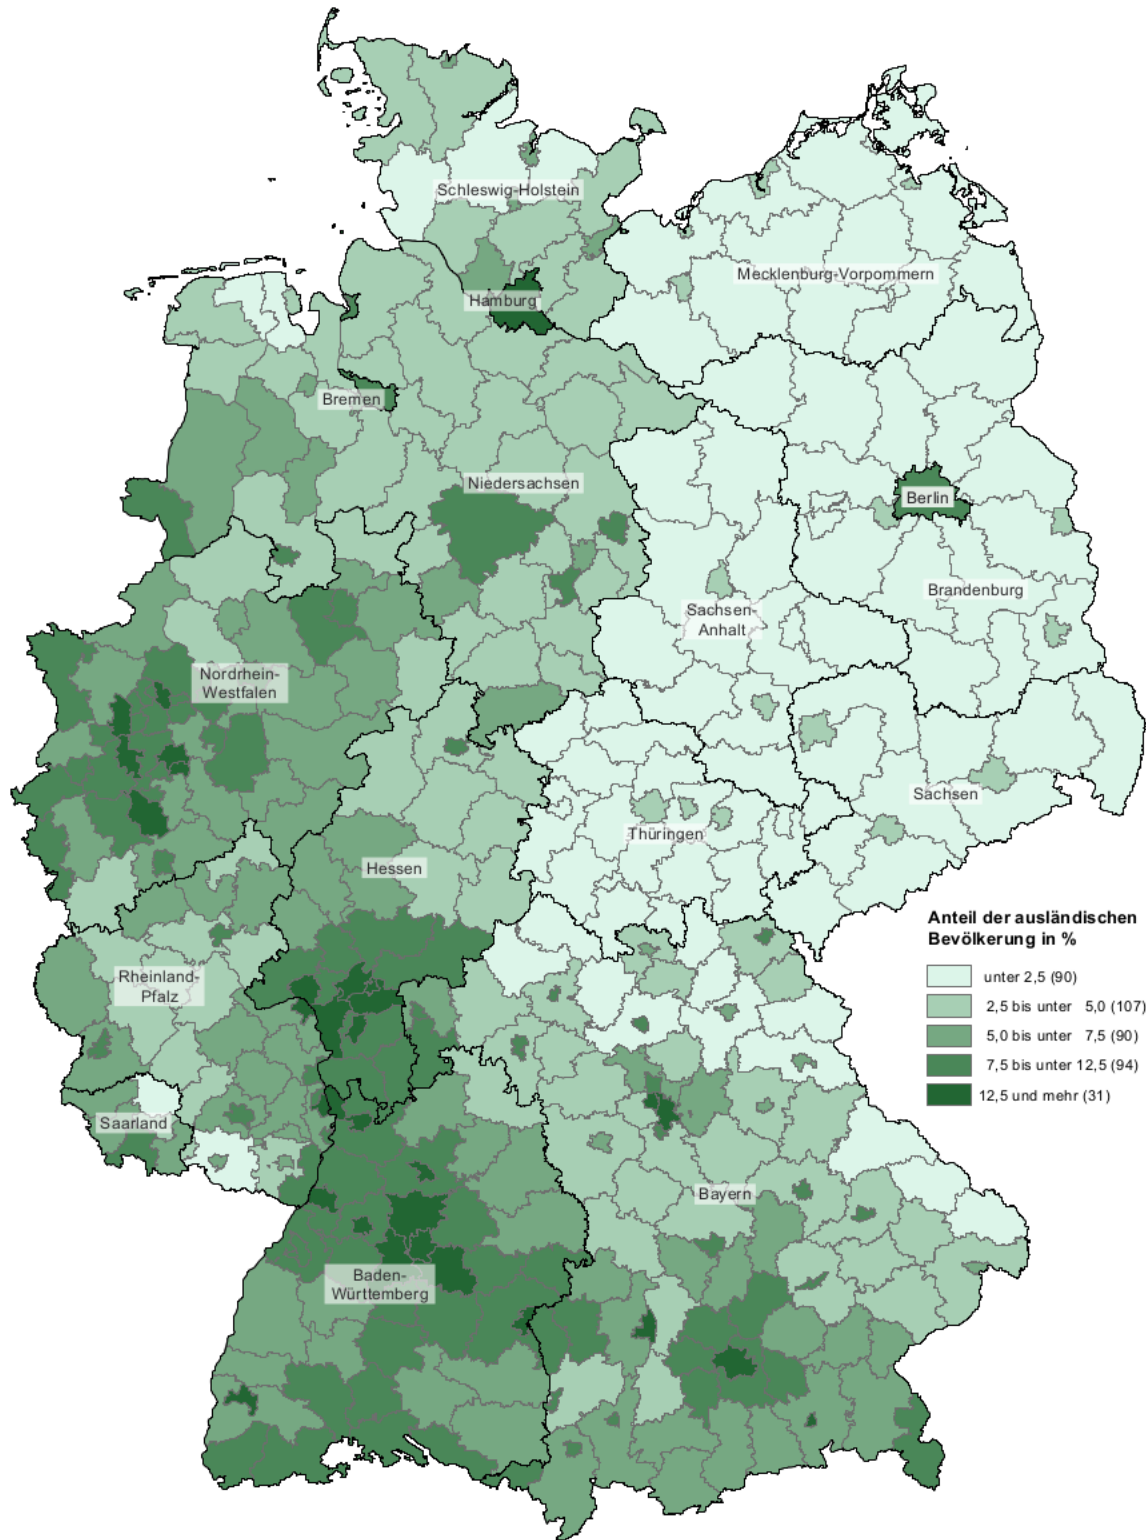 Schleswig-Holstein
Mecklenburg-Vorpommern
Hamburg
Bremen
Niedersachsen
Berlin
Brandenburg
Sachsen-
Anhalt
Nordrhein-
Westfalen
Sachsen
Thüringen
Hessen
Rheinland-
Pfalz
Saarland
Bayern
Baden-
Württemberg
Anteil der ausländischen
Bevölkerung in %
unter 2,5 (90)
2,5 bis unter 5,0 (107)
5,0 bis unter 7,5 (90)
7,5 bis unter 12,5 (94)
12,5 und mehr (31)